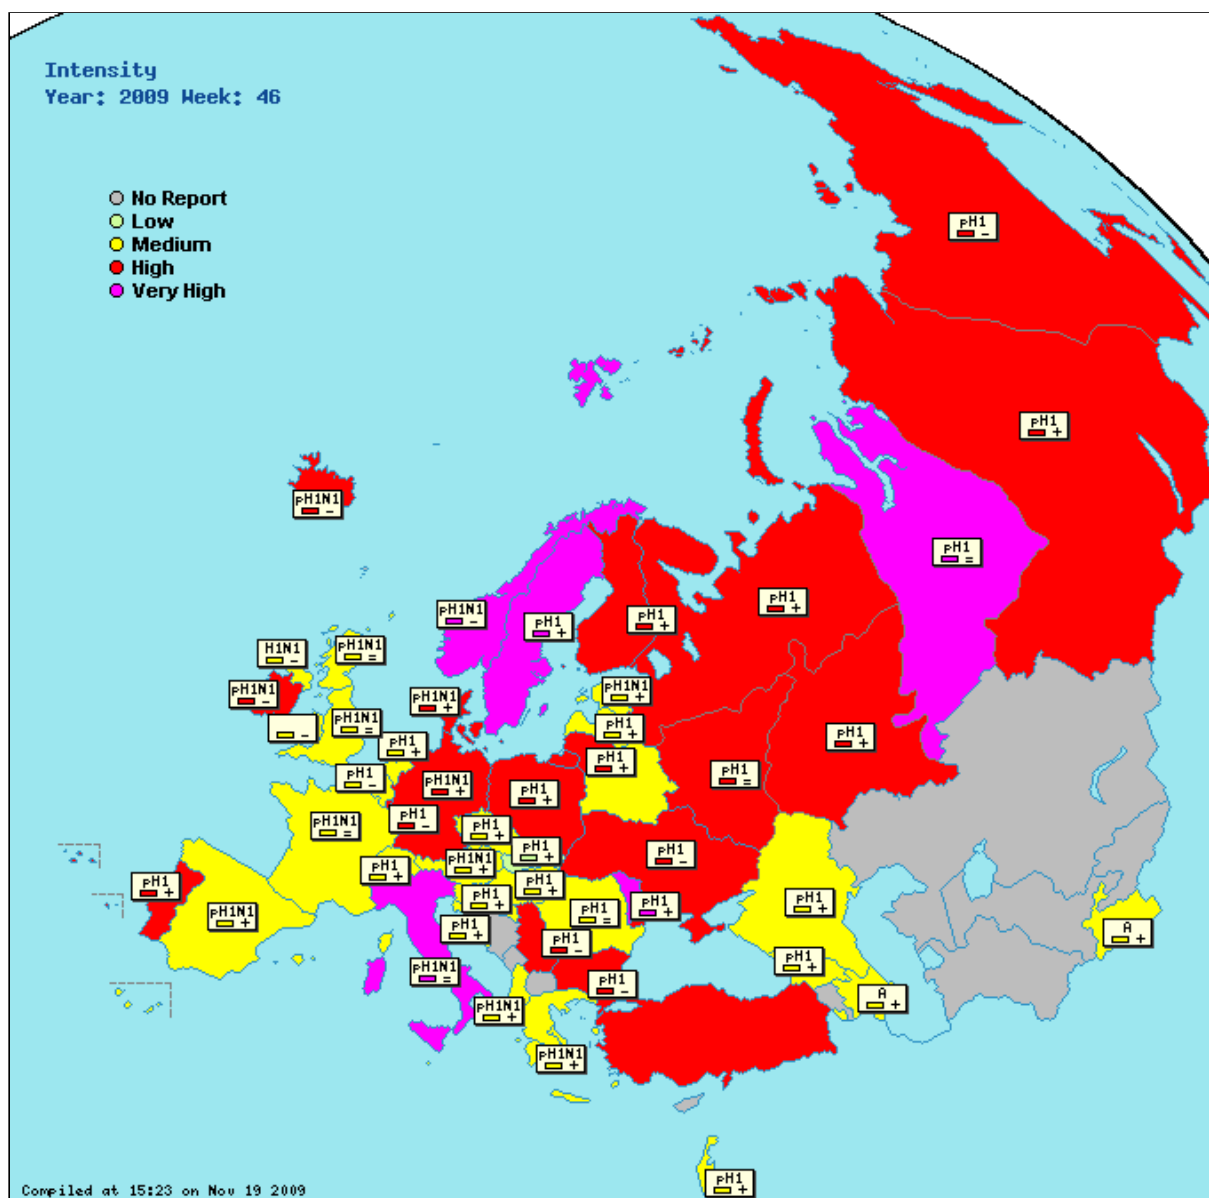 Intensity
Year: 2009 Week: 46
No Report
Low
Medium
High
Very High
pH1
-
pH1
+
pH1N1
-
pH1
=
pH1
+
pH1N1
-
pH1
+
pH1
+
H1N1
-
pH1N1
=
pH1N1
-
pH1N1
+
pH1N1
+
-
pH1N1
=
pH1
+
pH1
+
pH1
+
pH1
+
pH1
-
pH1N1
+
pH1
+
pH1
=
pH1N1
=
pH1
-
pH1
+
pH1
+
pH1
-
pH1
+
pH1N1
+
pH1
+
pH1
+
pH1N1
+
pH1
+
pH1
=
pH1
+
pH1
+
pH1
+
pH1
-
A
+
pH1N1
=
pH1
+
pH1
-
A
+
pH1N1
+
pH1N1
+
pH1
+
Compiled at 15:23 on Nov 19 2009